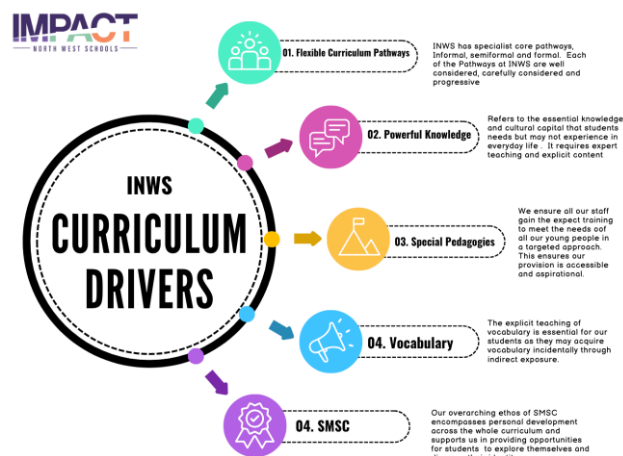 IMPACT
NORTH WEST SCHOOLS
INWS
CURRICULUM
DRIVERS
01. Flexible Curriculum Pathways
INWS has specialist core pathways,
Informal, semiformal and formal. Each
of the Pathways at INWS are well
considered, carefully considered and
progressive
02. Powerful Knowledge
Refers to the essential knowledge
and cultural capital that students
needs but may not experience in
everyday life . It requires expert
teaching and explicit content
03. Special Pedagogies
We ensure all our staff
gain the expect training
to meet the needs oof
all our young people in
a targeted approach.
This ensures our
provision is accessible
and aspirational.
04. Vocabulary
The explicit teaching of
vocabulary is essential for our
students as they may acquire
vocabulary incidentally through
indirect exposure.
04. SMSC
Our overarching ethos of SMSC
encompasses personal development
across the whole curriculum and
supports us in providing opportunities
for students to explore themselves and